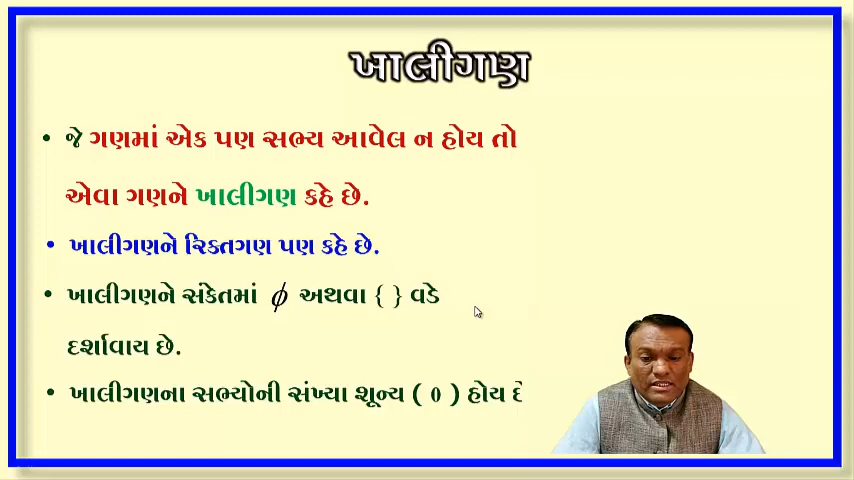 ખાલીગણ
• જે ગણમાં એક પણ સભ્ય આવેલ ન હોય તો
એવા ગણને ખાલીગણ કહે છે.
• ખાલીગણને રિક્તગણ પણ કહે છે.
• ખાલીગણને સંકેતમાં ϕ અથવા { } વડે
દર્શાવાય છે.
• ખાલીગણના સભ્યોની સંખ્યા શૂન્ય ( 0 ) હોય